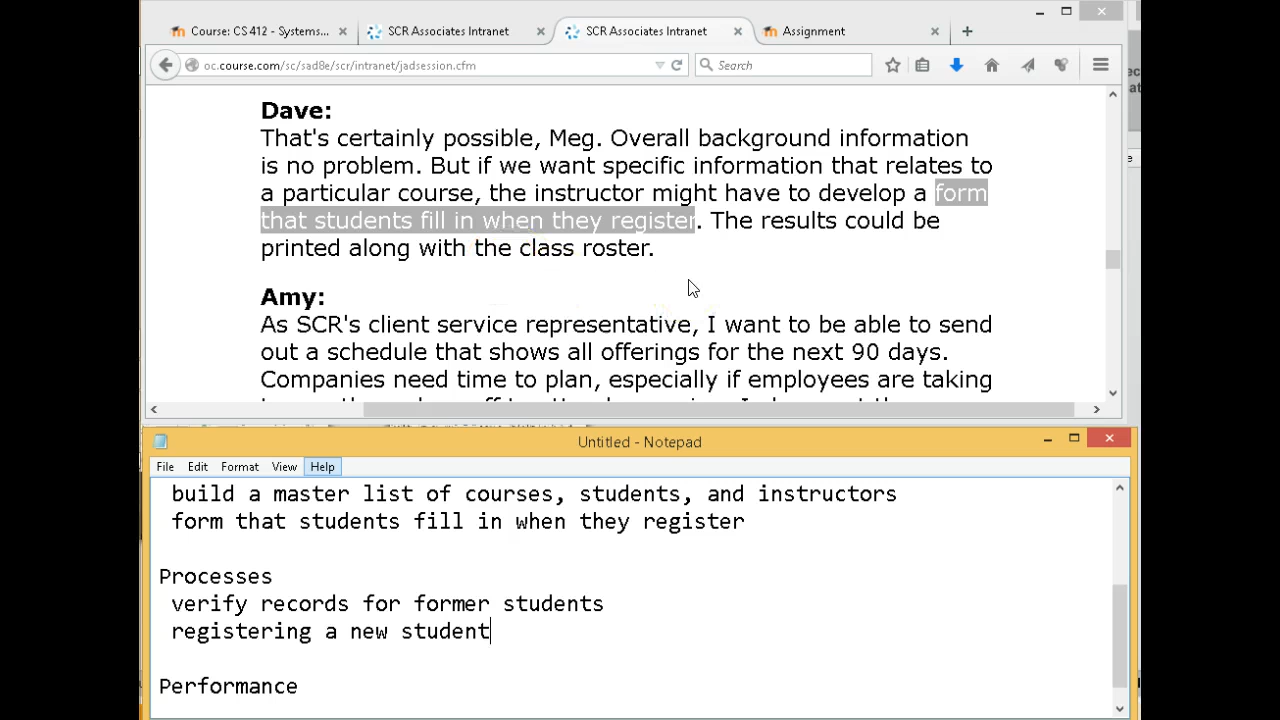 Course: CS 412 - Systems...
SCR Associates Intranet
SCR Associates Intranet
Assignment
oc.course.com/sc/sad8e/scr/intranet/jadsession.cfm
Search
Dave:
That's certainly possible, Meg. Overall background information
is no problem. But if we want specific information that relates to
a particular course, the instructor might have to develop a form
that students fill in when they register. The results could be
printed along with the class roster.
Amy:
As SCR's client service representative, I want to be able to send
out a schedule that shows all offerings for the next 90 days.
Companies need time to plan, especially if employees are taking
Untitled - Notepad
File Edit Format View Help
build a master list of courses, students, and instructors
form that students fill in when they register
Processes
verify records for former students
registering a new student
Performance